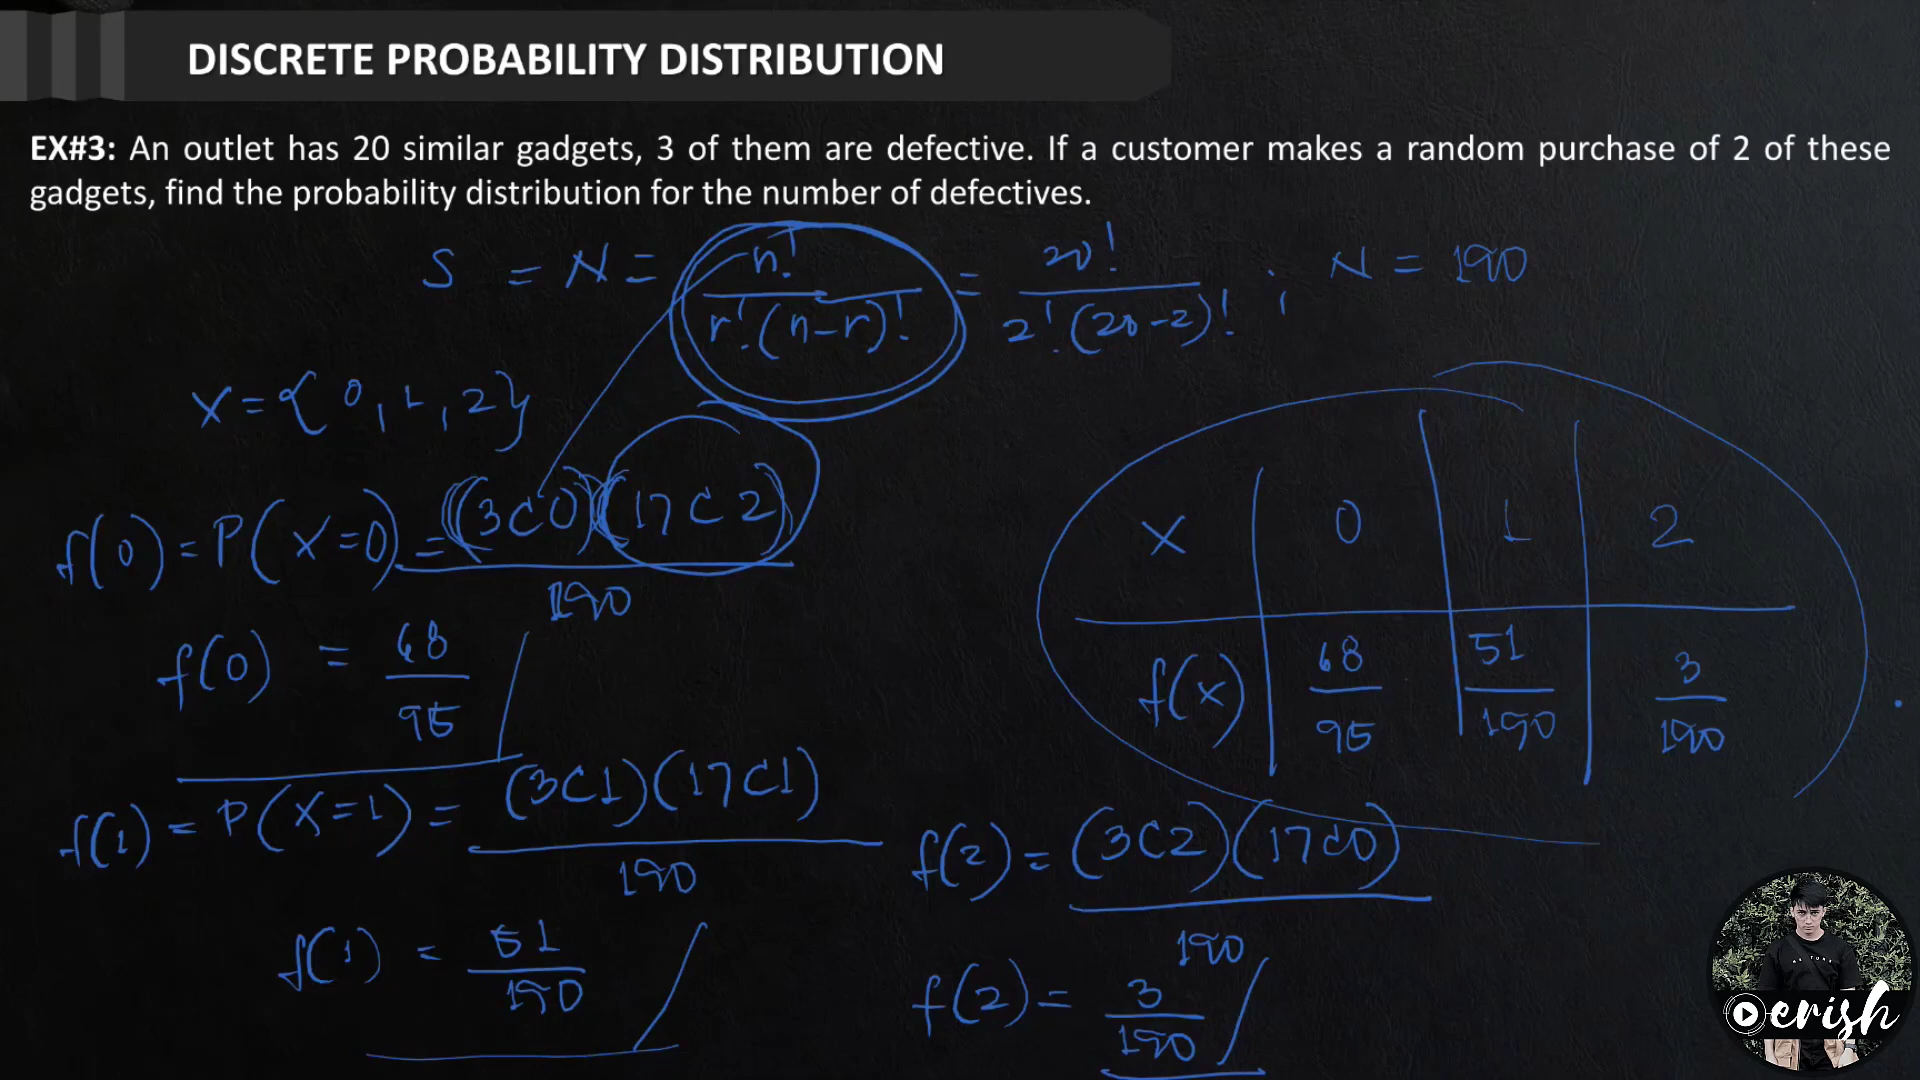 DISCRETE PROBABILITY DISTRIBUTION
EX#3: An outlet has 20 similar gadgets, 3 of them are defective. If a customer makes a random purchase of 2 of these
gadgets, find the probability distribution for the number of defectives.
S = N = n! / r!(n-r)! = 20! / 2!(20-2)! ; N = 190
X = {0, 1, 2}
f(0) = P(X=0) = (3C0)(17C2) / 190
f(0) = 68 / 95
f(1) = P(X=1) = (3C1)(17C1) / 190
f(1) = 51 / 190
X 0 1 2
f(x) 68/95 51/190 3/190
f(2) = (3C2)(17C0) / 190
f(2) = 3 / 190
erish